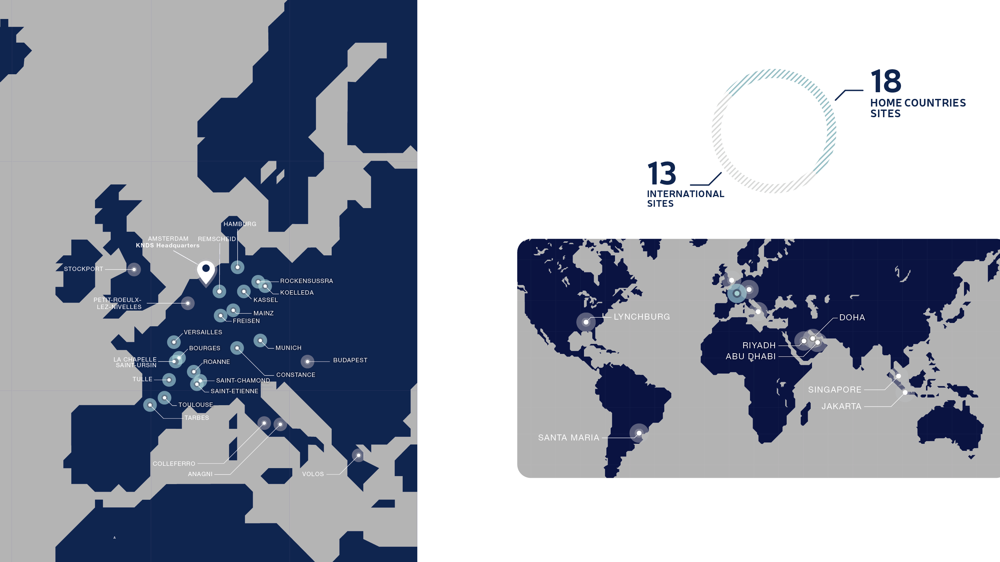 HAMBURG
AMSTERDAM
KNDS Headquarters
REMSCHEID
STOCKPORT
ROCKENSUSSRA
KOELLEDA
KASSEL
PETIT-ROEULX-
LEZ-NIVELLES
MAINZ
FREISEN
VERSAILLES
BOURGES
MUNICH
LA CHAPELLE
SAINT-URSIN
ROANNE
BUDAPEST
CONSTANCE
TULLE
SAINT-CHAMOND
SAINT-ETIENNE
TOULOUSE
TARBES
COLLEFERRO
ANAGNI
VOLOS
A
18
HOME COUNTRIES
SITES
13
INTERNATIONAL
SITES
LYNCHBURG
DOHA
RIYADH
ABU DHABI
SINGAPORE
JAKARTA
SANTA MARIA